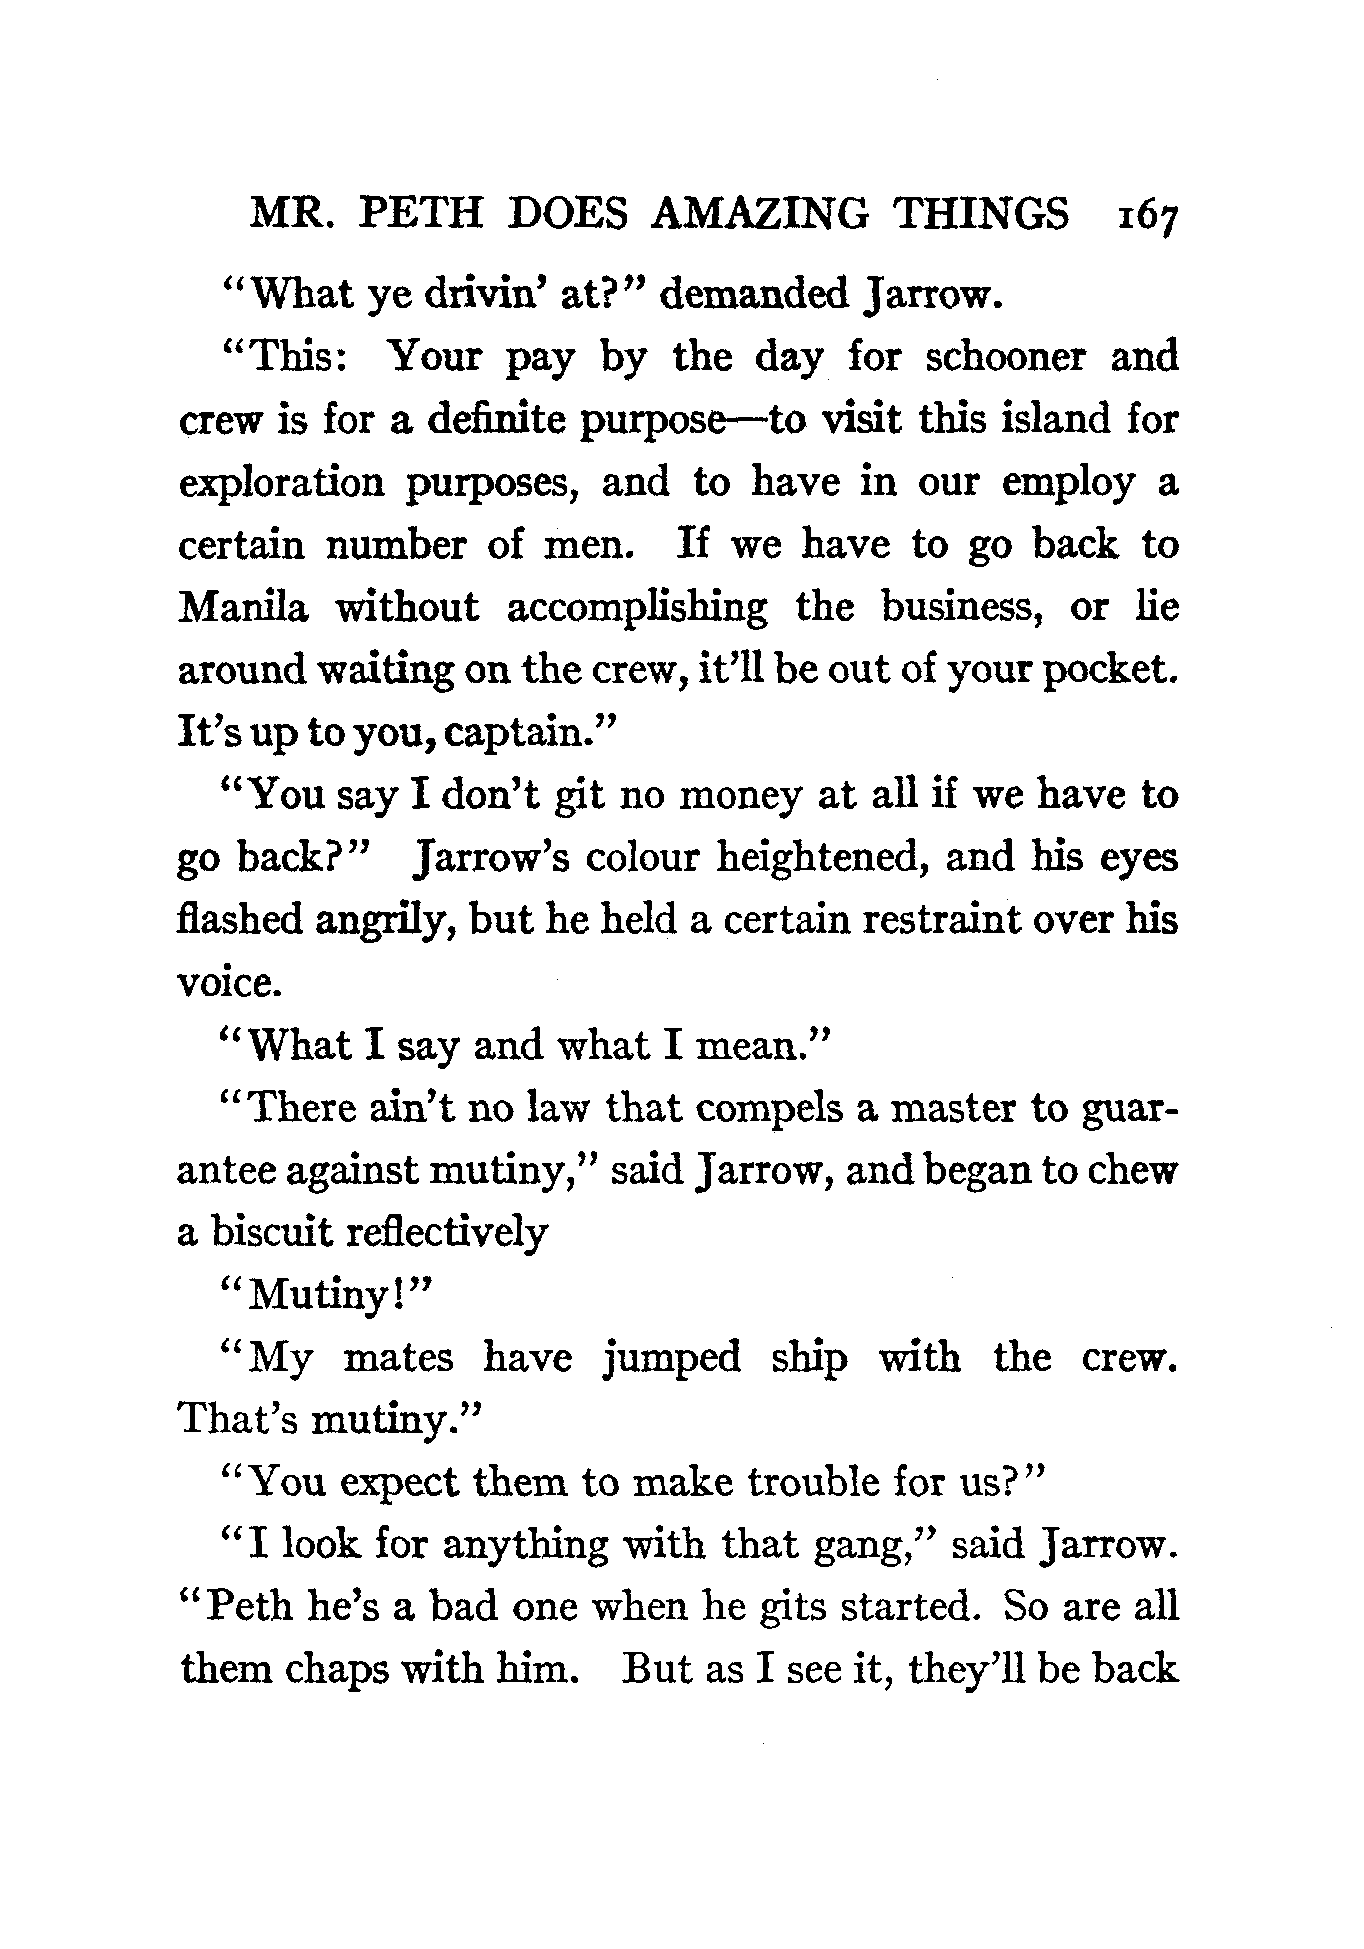 MR. PETH DOES AMAZING THINGS 167
"What ye drivin' at?" demanded Jarrow.
"This: Your pay by the day for schooner and
crew is for a definite purpose—to visit this island for
exploration purposes, and to have in our employ a
certain number of men. If we have to go back to
Manila without accomplishing the business, or lie
around waiting on the crew, it'll be out of your pocket.
It's up to you, captain."
"You say I don't git no money at all if we have to
go back?" Jarrow's colour heightened, and his eyes
flashed angrily, but he held a certain restraint over his
voice.
"What I say and what I mean."
"There ain't no law that compels a master to guar-
antee against mutiny," said Jarrow, and began to chew
a biscuit reflectively
"Mutiny!"
"My mates have jumped ship with the crew.
That's mutiny."
"You expect them to make trouble for us?"
"I look for anything with that gang," said Jarrow.
"Peth he's a bad one when he gits started. So are all
them chaps with him. But as I see it, they'll be back